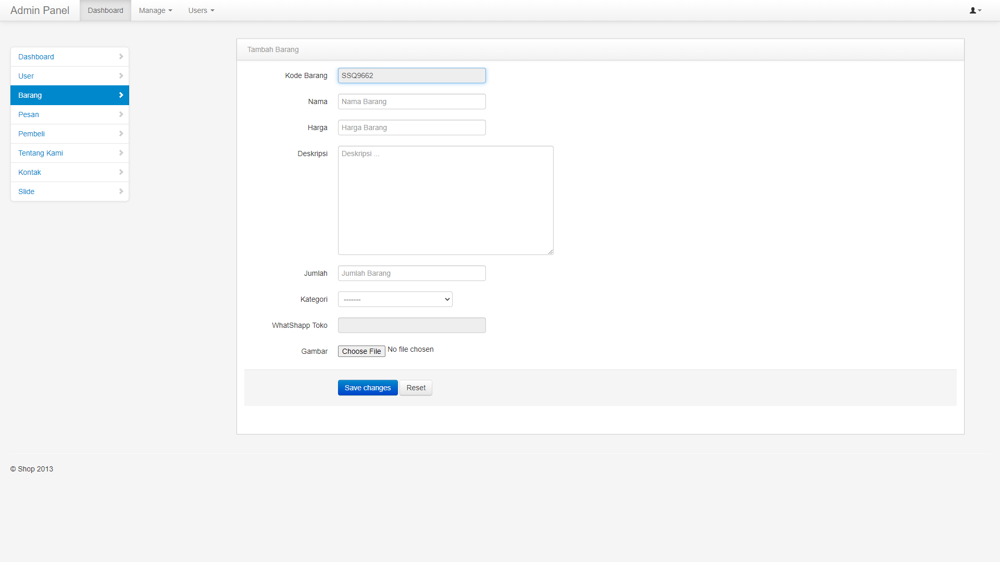 Admin Panel Dashboard Manage Users
Dashboard
User
Barang
Pesan
Pembeli
Tentang Kami
Kontak
Slide
Tambah Barang
Kode Barang SSQ9662
Nama Nama Barang
Harga Harga Barang
Deskripsi Deskripsi ...
Jumlah Jumlah Barang
Kategori -------
WhatShapp Toko
Gambar Choose File No file chosen
Save changes Reset
© Shop 2013